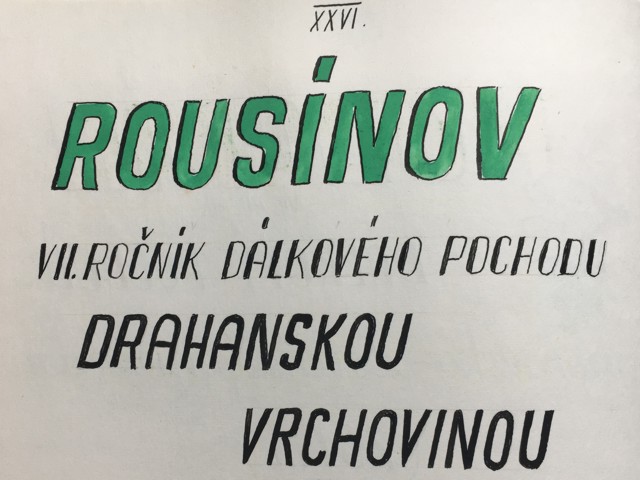 XXVI.
ROUSÍNOV
VII. ROČNÍK DÁLKOVÉHO POCHODU
DRAHANSKOU
VRCHOVINOU